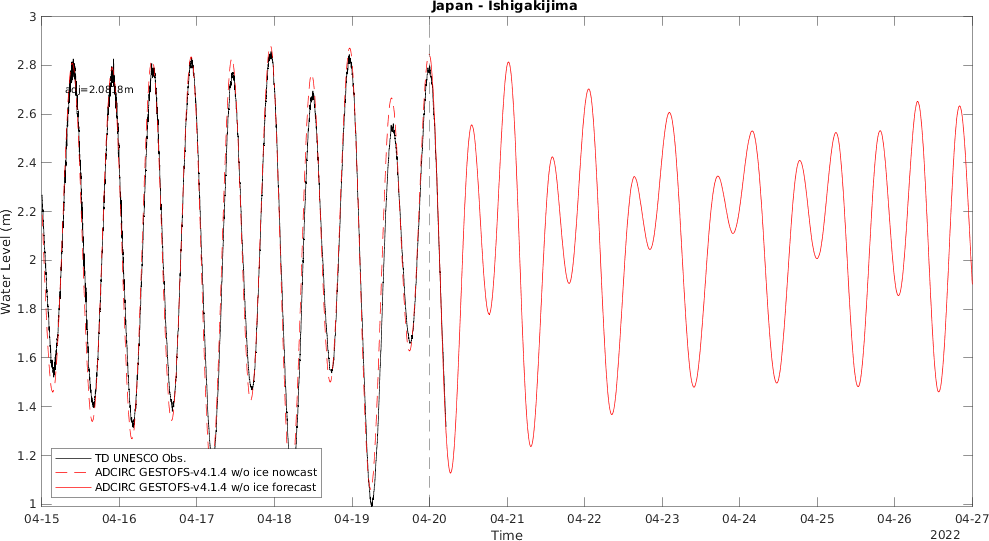 Japan - Ishigakijima
3
2.8
2.6
2.4
2.2
2
1.8
1.6
1.4
1.2
1
Water Level (m)
TD UNESCO Obs.
ADCIRC GESTOFS-v4.1.4 w/o ice nowcast
ADCIRC GESTOFS-v4.1.4 w/o ice forecast
04-15 04-16 04-17 04-18 04-19 04-20 04-21 04-22 04-23 04-24 04-25 04-26 04-27
Time
2022